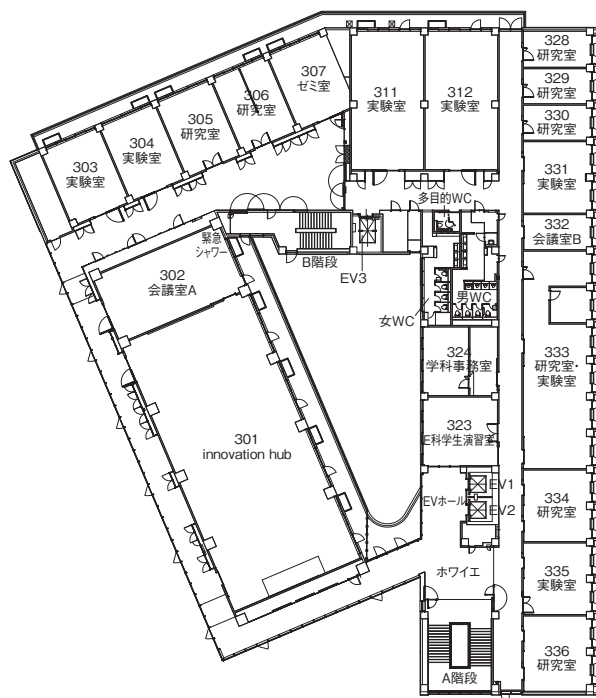 328
研究室
329
研究室
330
研究室
331
実験室
332
会議室B
333
研究室・
実験室
334
研究室
335
実験室
336
研究室
311
実験室
312
実験室
307
ゼミ室
306
研究室
305
研究室
304
実験室
303
実験室
多目的WC
緊急
シャワー
B階段
EV3
302
会議室A
女WC
男WC
324
学科事務室
323
E科学生演習室
301
innovation hub
EVホール
EV1
EV2
ホワイエ
A階段